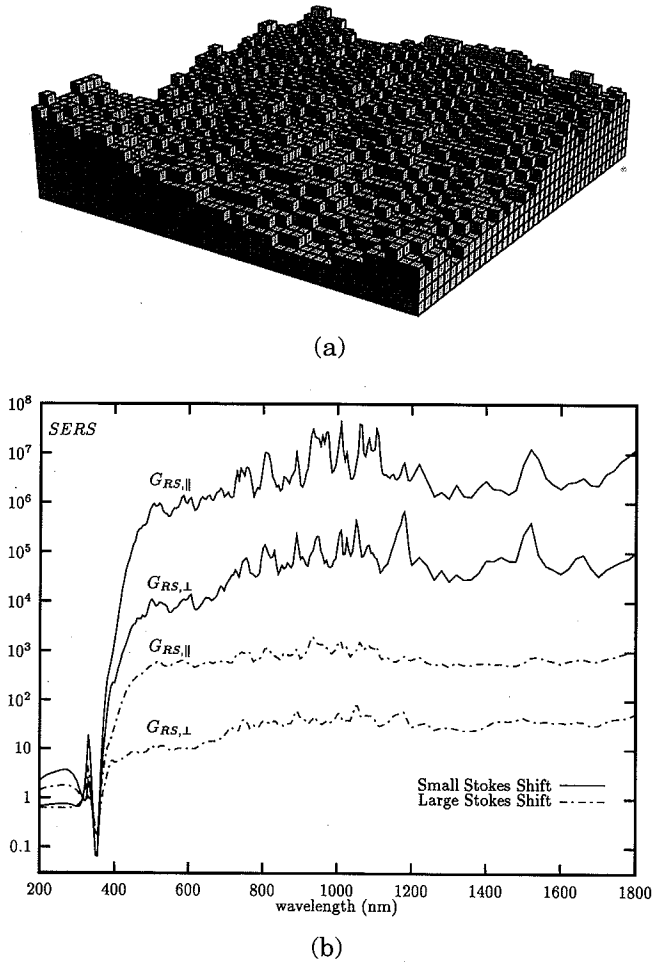 (a)
10^8
SERS
10^7
G_{RS,∥}
10^6
10^5
G_{RS,⊥}
10^4
G_{RS,∥}
10^3
10^2
G_{RS,⊥}
10
Small Stokes Shift
1
Large Stokes Shift
0.1
200 400 600 800 1000 1200 1400 1600 1800
wavelength (nm)
(b)